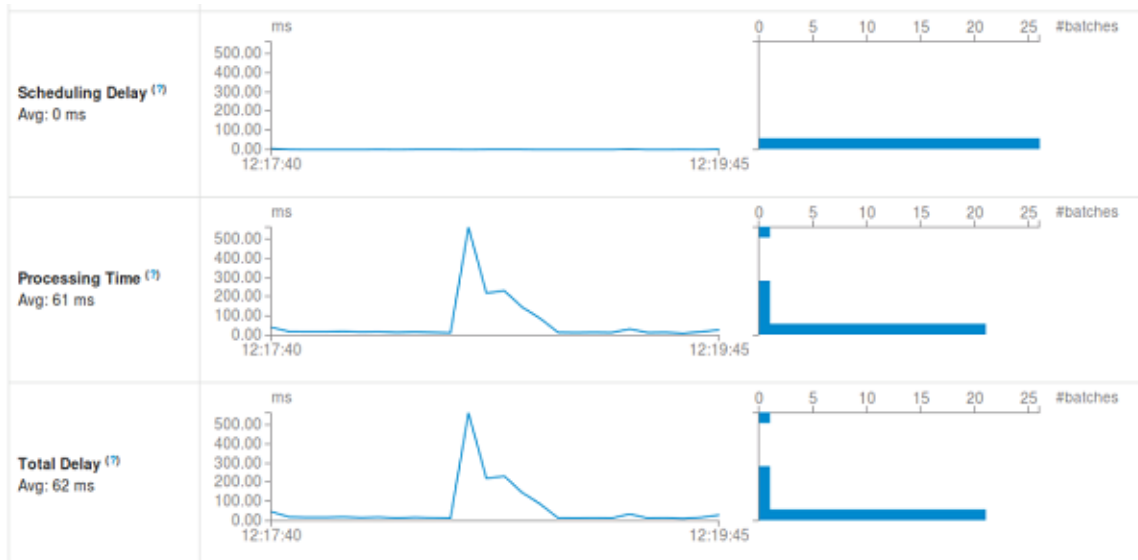 ms
0 5 10 15 20 25 #batches
500.00
400.00
300.00
200.00
100.00
0.00
Scheduling Delay (?)
Avg: 0 ms
12:17:40 12:19:45
ms
0 5 10 15 20 25 #batches
500.00
400.00
300.00
200.00
100.00
0.00
Processing Time (?)
Avg: 61 ms
12:17:40 12:19:45
ms
0 5 10 15 20 25 #batches
500.00
400.00
300.00
200.00
100.00
0.00
Total Delay (?)
Avg: 62 ms
12:17:40 12:19:45